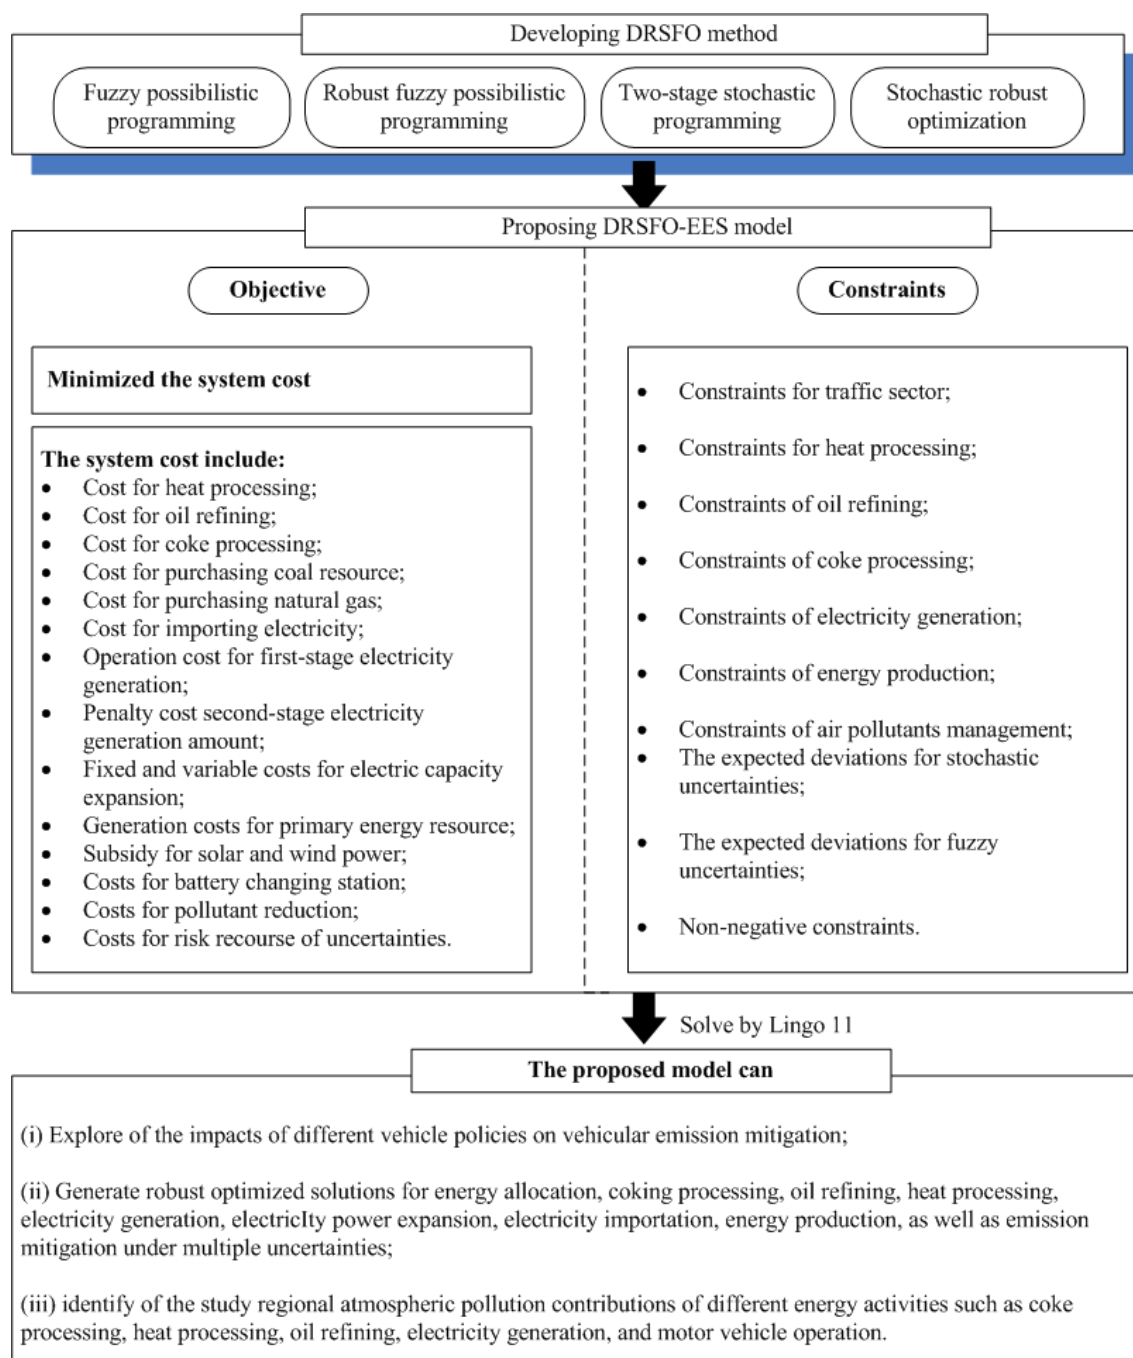 Developing DRSFO method
Fuzzy possibilistic
programming
Robust fuzzy possibilistic
programming
Two-stage stochastic
programming
Stochastic robust
optimization
Proposing DRSFO-EES model
Objective
Minimized the system cost
The system cost include:
• Cost for heat processing;
• Cost for oil refining;
• Cost for coke processing;
• Cost for purchasing coal resource;
• Cost for purchasing natural gas;
• Cost for importing electricity;
• Operation cost for first-stage electricity
generation;
• Penalty cost second-stage electricity
generation amount;
• Fixed and variable costs for electric capacity
expansion;
• Generation costs for primary energy resource;
• Subsidy for solar and wind power;
• Costs for battery changing station;
• Costs for pollutant reduction;
• Costs for risk recourse of uncertainties.
Constraints
• Constraints for traffic sector;
• Constraints for heat processing;
• Constraints of oil refining;
• Constraints of coke processing;
• Constraints of electricity generation;
• Constraints of energy production;
• Constraints of air pollutants management;
• The expected deviations for stochastic
uncertainties;
• The expected deviations for fuzzy
uncertainties;
• Non-negative constraints.
Solve by Lingo 11
The proposed model can
(i) Explore of the impacts of different vehicle policies on vehicular emission mitigation;
(ii) Generate robust optimized solutions for energy allocation, coking processing, oil refining, heat processing,
electricity generation, electricIty power expansion, electricity importation, energy production, as well as emission
mitigation under multiple uncertainties;
(iii) identify of the study regional atmospheric pollution contributions of different energy activities such as coke
processing, heat processing, oil refining, electricity generation, and motor vehicle operation.